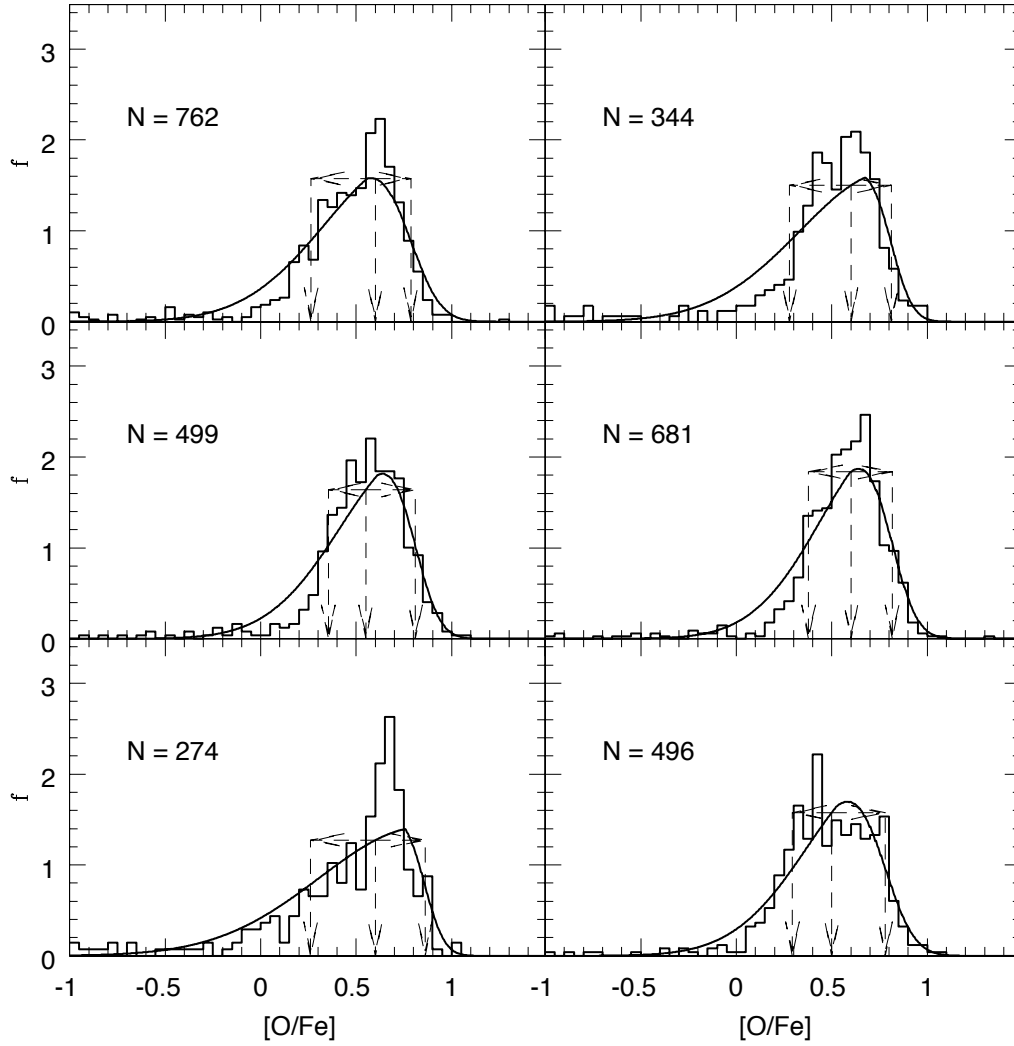 3
2
1
0
f
N = 762
N = 344
3
2
1
0
N = 499
N = 681
3
2
1
0
f
N = 274
N = 496
-1 -0.5 0 0.5 1 -1 -0.5 0 0.5 1
[O/Fe] [O/Fe]